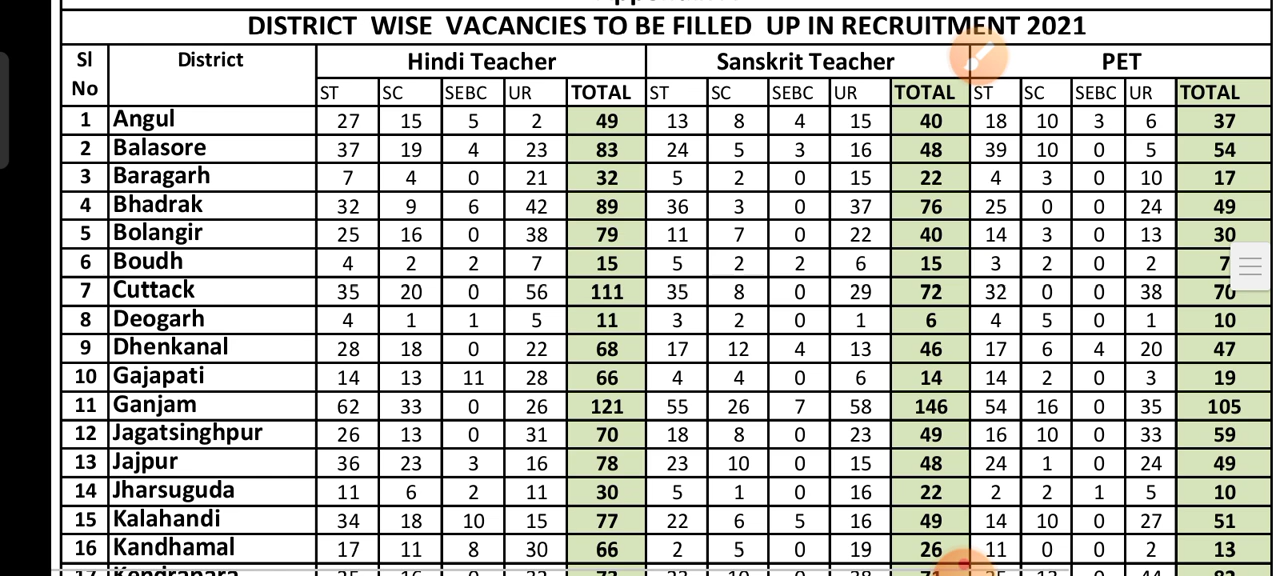 DISTRICT WISE VACANCIES TO BE FILLED UP IN RECRUITMENT 2021
Sl No District Hindi Teacher Sanskrit Teacher PET
ST SC SEBC UR TOTAL ST SC SEBC UR TOTAL ST SC SEBC UR TOTAL
1 Angul 27 15 5 2 49 13 8 4 15 40 18 10 3 6 37
2 Balasore 37 19 4 23 83 24 5 3 16 48 39 10 0 5 54
3 Baragarh 7 4 0 21 32 5 2 0 15 22 4 3 0 10 17
4 Bhadrak 32 9 6 42 89 36 3 0 37 76 25 0 0 24 49
5 Bolangir 25 16 0 38 79 11 7 0 22 40 14 3 0 13 30
6 Boudh 4 2 2 7 15 5 2 2 6 15 3 2 0 2 7
7 Cuttack 35 20 0 56 111 35 8 0 29 72 32 0 0 38 70
8 Deogarh 4 1 1 5 11 3 2 0 1 6 4 5 0 1 10
9 Dhenkanal 28 18 0 22 68 17 12 4 13 46 17 6 4 20 47
10 Gajapati 14 13 11 28 66 4 4 0 6 14 14 2 0 3 19
11 Ganjam 62 33 0 26 121 55 26 7 58 146 54 16 0 35 105
12 Jagatsinghpur 26 13 0 31 70 18 8 0 23 49 16 10 0 33 59
13 Jajpur 36 23 3 16 78 23 10 0 15 48 24 1 0 24 49
14 Jharsuguda 11 6 2 11 30 5 1 0 16 22 2 2 1 5 10
15 Kalahandi 34 18 10 15 77 22 6 5 16 49 14 10 0 27 51
16 Kandhamal 17 11 8 30 66 2 5 0 19 26 11 0 0 2 13